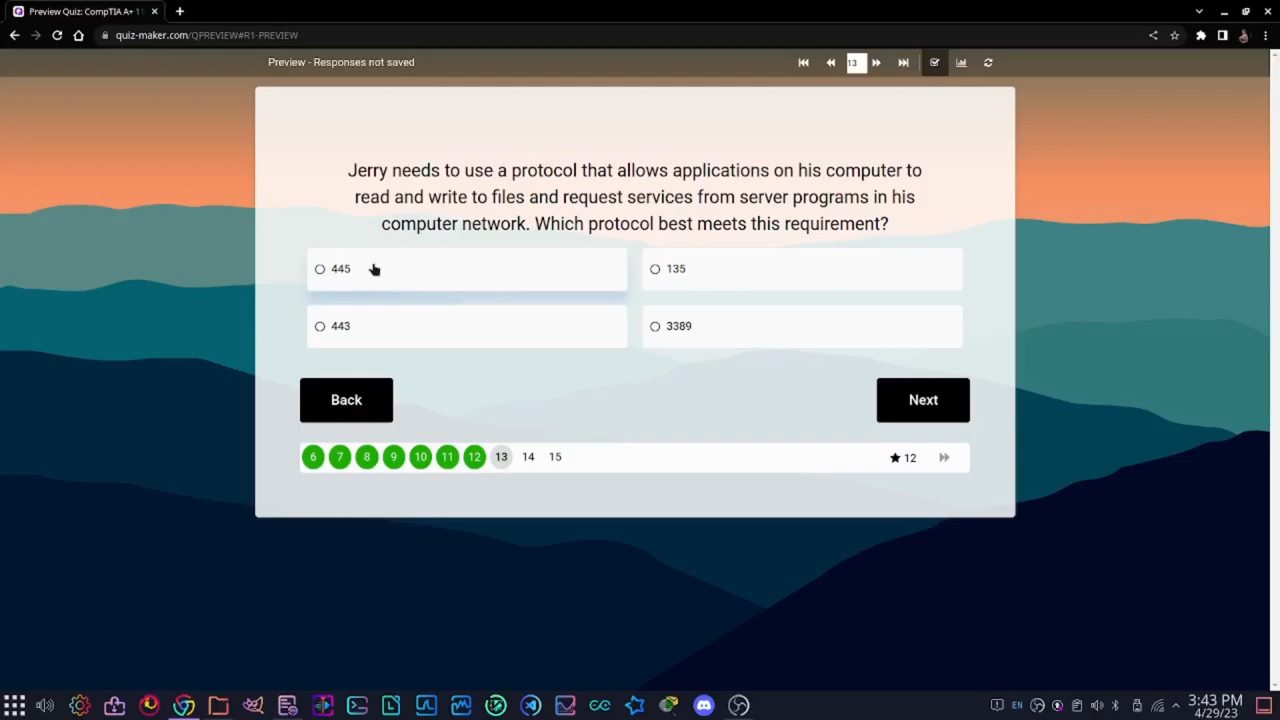 Preview Quiz: CompTIA A+ 11
quiz-maker.com/QPREVIEW#R1-PREVIEW
Preview - Responses not saved
13
Jerry needs to use a protocol that allows applications on his computer to
read and write to files and request services from server programs in his
computer network. Which protocol best meets this requirement?
445
135
443
3389
Back
Next
6 7 8 9 10 11 12 13 14 15
12
EN
3:43 PM
4/29/23